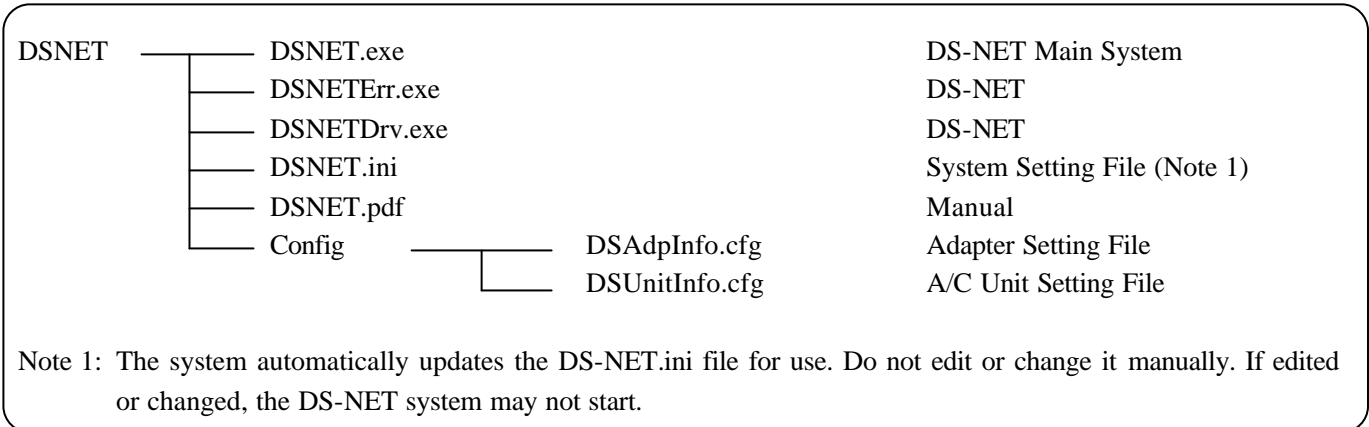 DSNET DSNET.exe DS-NET Main System
DSNETErr.exe DS-NET
DSNETDrv.exe DS-NET
DSNET.ini System Setting File (Note 1)
DSNET.pdf Manual
Config DSAdpInfo.cfg Adapter Setting File
DSUnitInfo.cfg A/C Unit Setting File
Note 1: The system automatically updates the DS-NET.ini file for use. Do not edit or change it manually. If edited
or changed, the DS-NET system may not start.